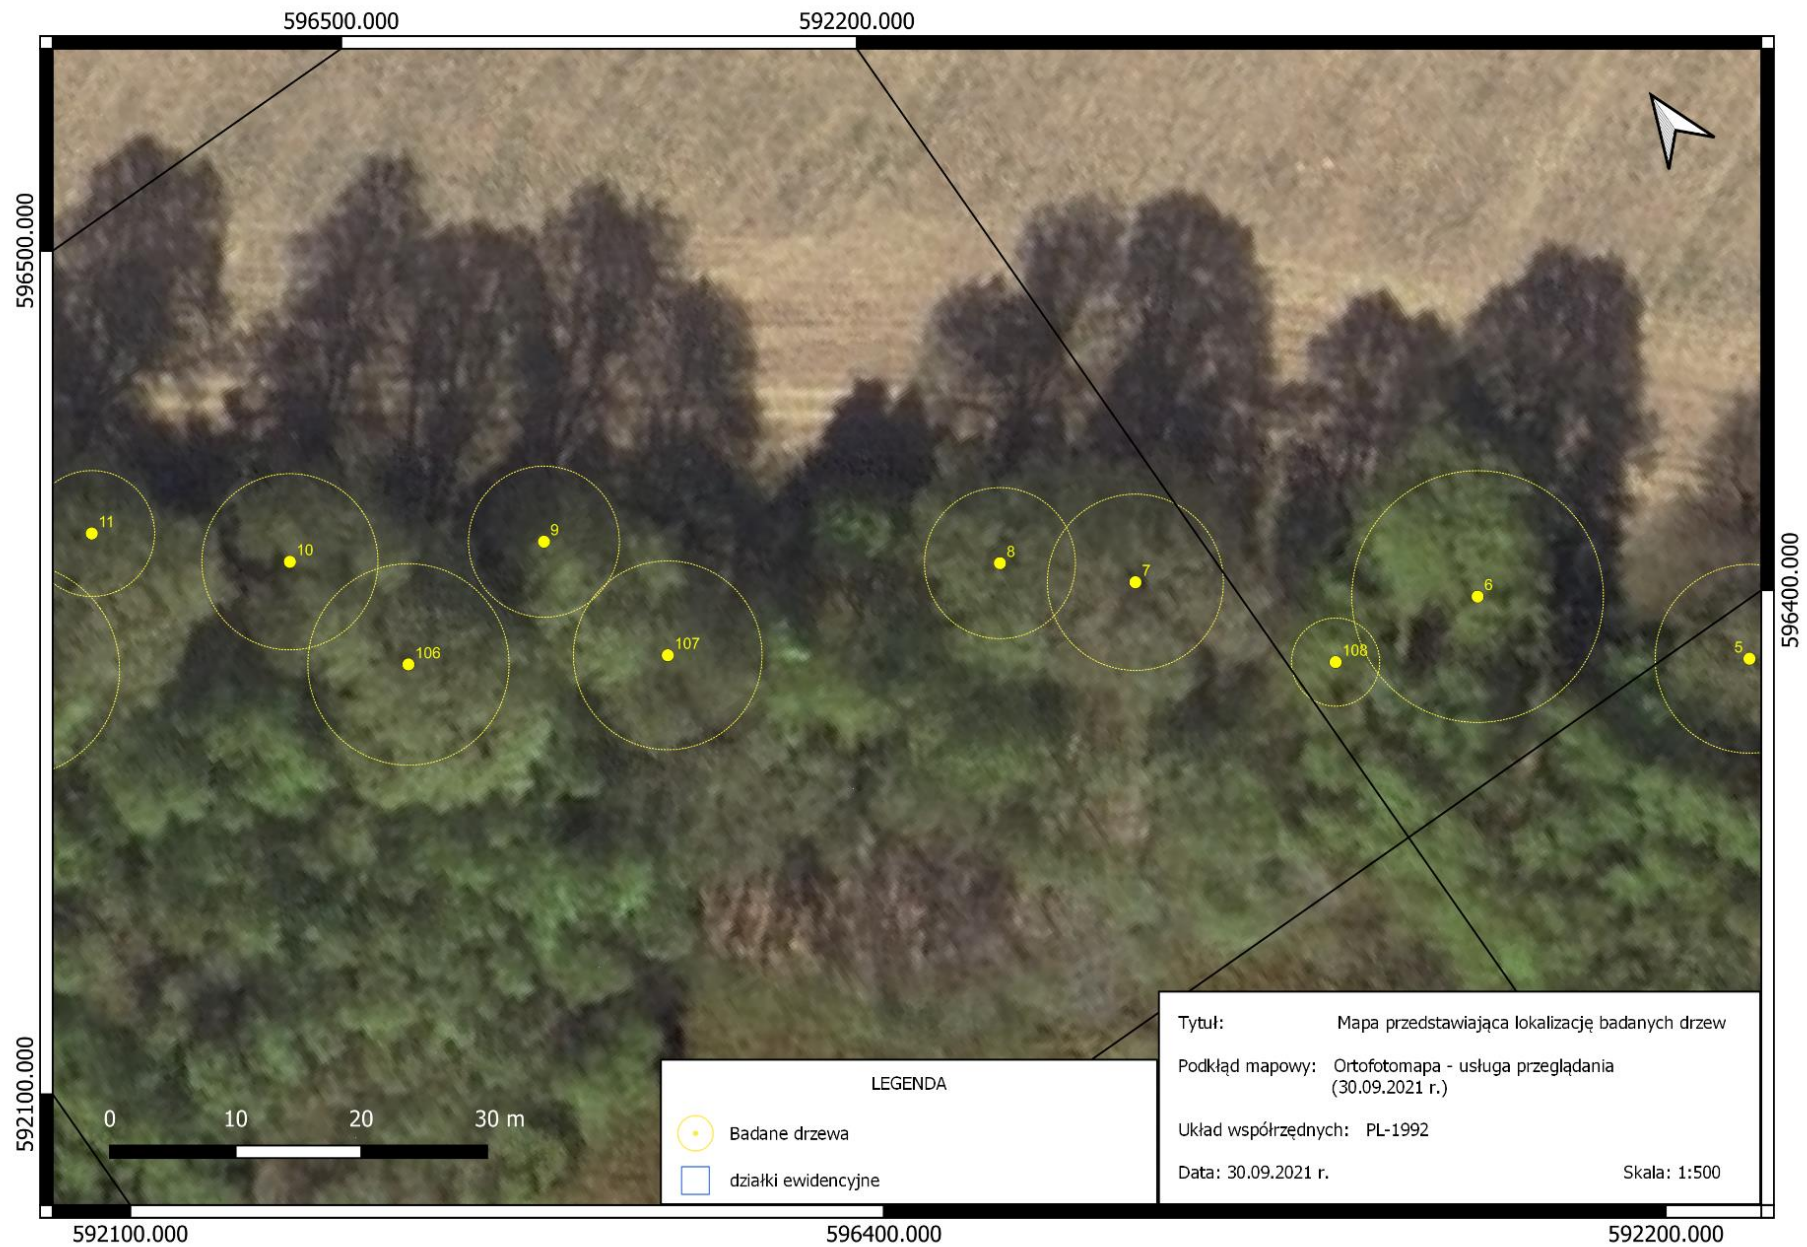 596500.000
592200.000
596500.000
11
10
9
8
7
6
5
106
107
108
596400.000
592100.000
0 10 20 30 m
LEGENDA
Badane drzewa
działki ewidencyjne
Tytuł: Mapa przedstawiająca lokalizację badanych drzew
Podkłąd mapowy: Ortofotomapa - usługa przeglądania
(30.09.2021 r.)
Układ współrzędnych: PL-1992
Data: 30.09.2021 r. Skala: 1:500
592100.000
596400.000
592200.000